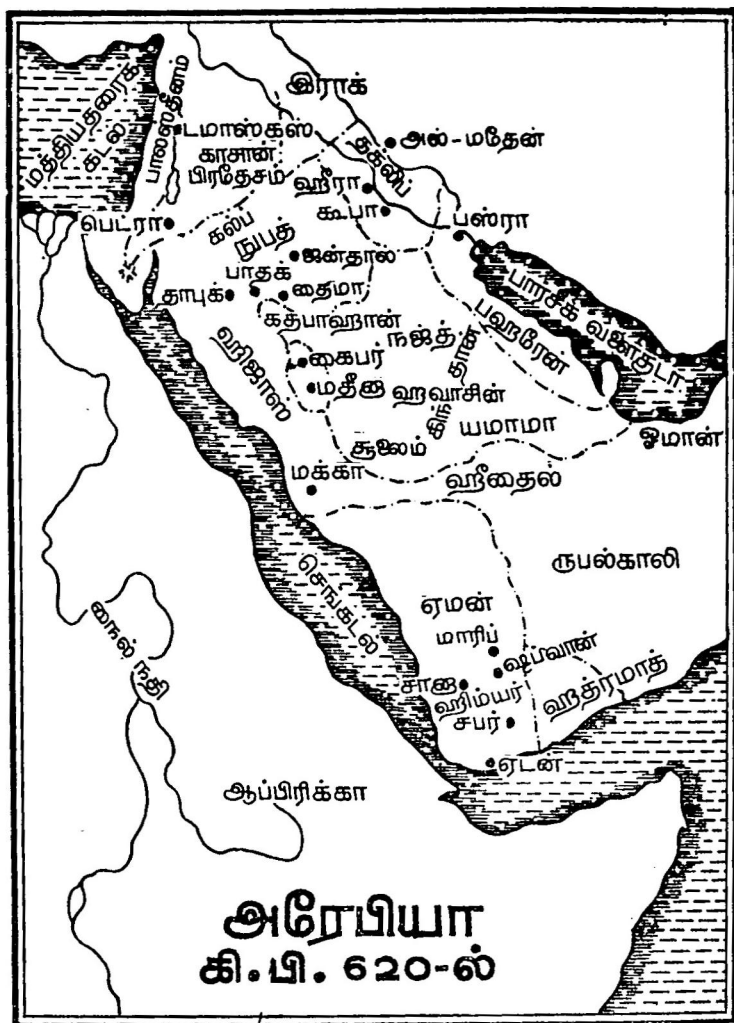 மத்தியதரைக்
கடல்
பாலஸ்தீனம்
இராக்
டமாஸ்கஸ்
காசான்
பிரதேசம்
தக்லிப்
அல்-மதேன்
ஹீரா
கூபா
பஸ்ரா
பெட்ரா
கல்ப
நுபத்
ஜன்தால
பாதக்
தாபுக்
தைமா
கத்பாஹான்
பாரசீக் வளைகுடா
பஹரேன்
நஜ்த்
ஹிஜாஸ்
கைபர்
மதீனா
ஹவாசின்
கிந்தான்
யமாமா
ஓமான்
சூலைம்
மக்கா
ஹீதைல்
செங்கடல்
ருபல்காலி
ஏமன்
மாரிப்
ஷப்வான்
சானா
ஹிம்யர்
சபர்
ஹத்ரமாத்
ஏடன்
நைல் நதி
ஆப்பிரிக்கா
அரேபியா
கி.பி. 620-ல்